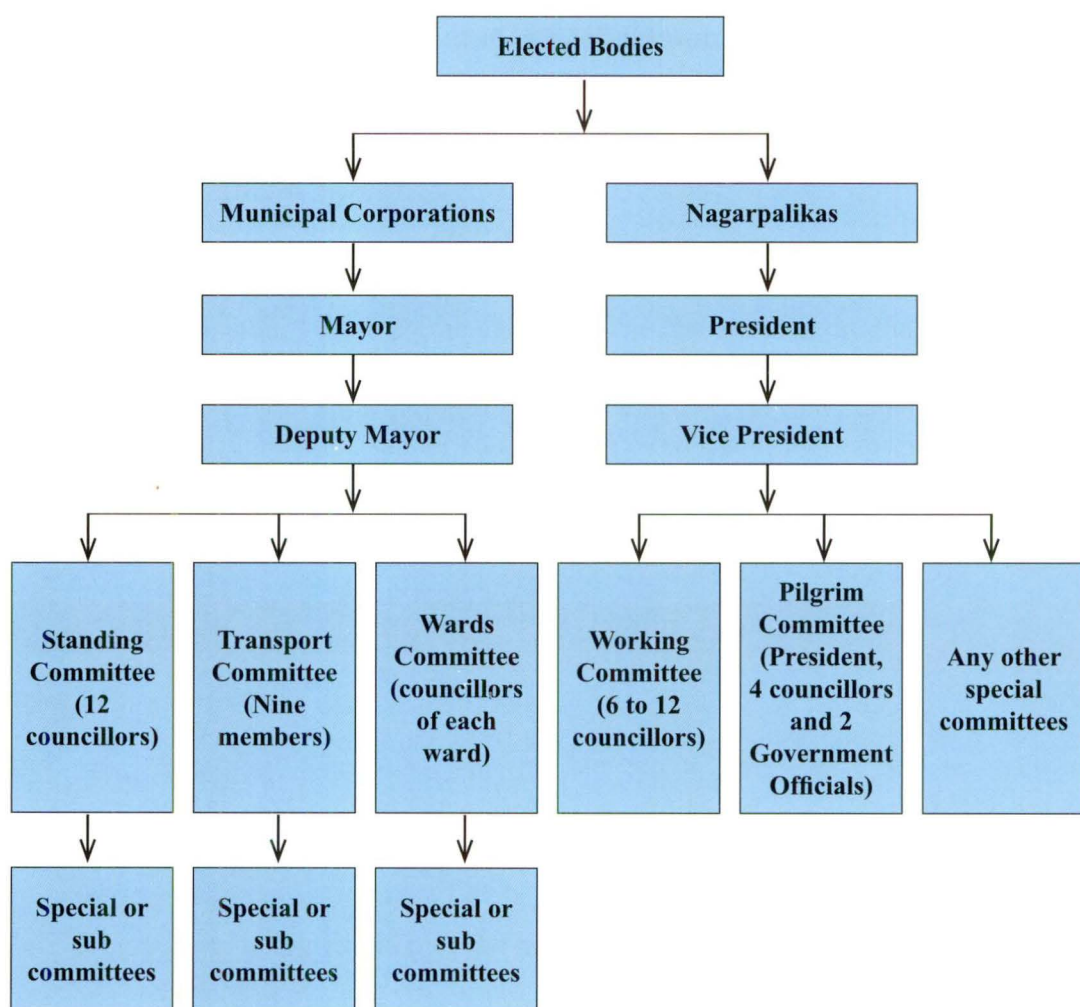 Elected Bodies
Municipal Corporations
Nagarpalikas
Mayor
President
Deputy Mayor
Vice President
Standing
Committee
(12
councillors)
Transport
Committee
(Nine
members)
Wards
Committee
(councillors
of each
ward)
Working
Committee
(6 to 12
councillors)
Pilgrim
Committee
(President,
4 councillors
and 2
Government
Officials)
Any other
special
committees
Special or
sub
committees
Special or
sub
committees
Special or
sub
committees